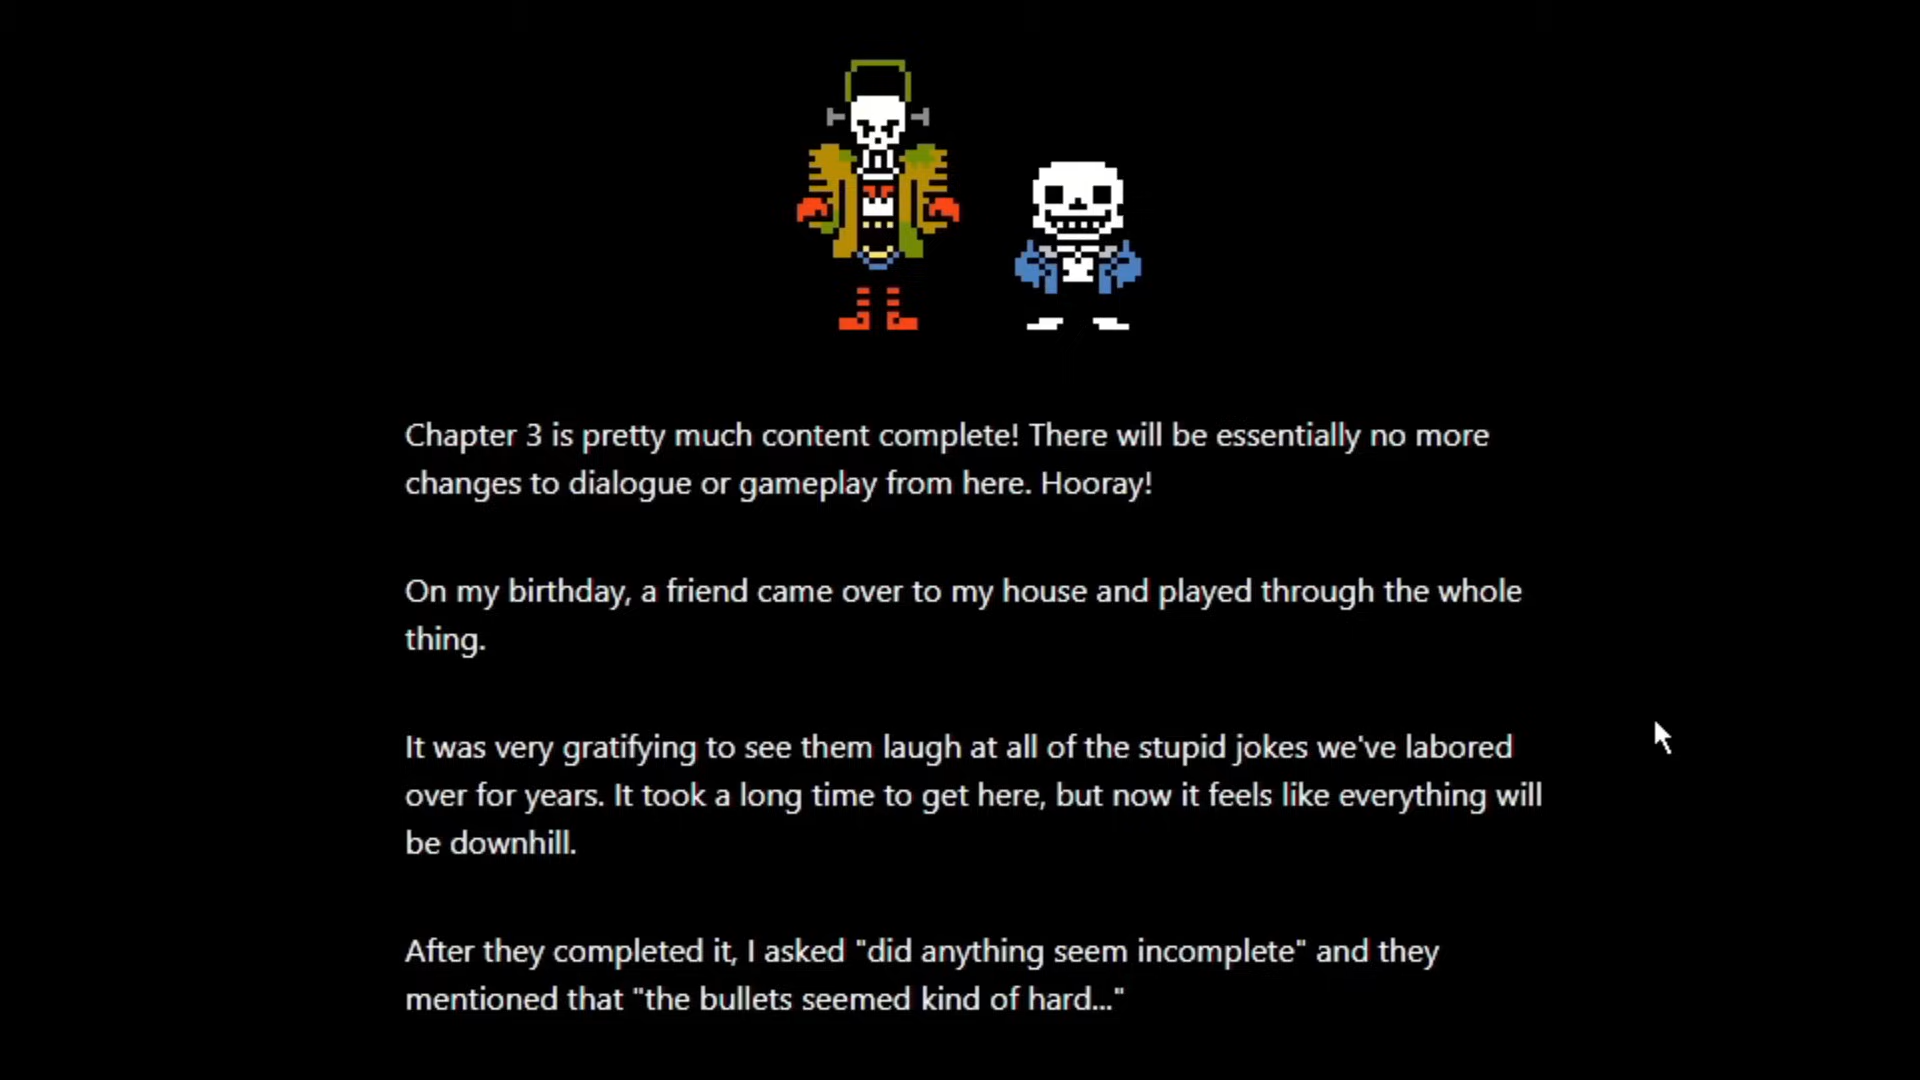 Chapter 3 is pretty much content complete! There will be essentially no more
changes to dialogue or gameplay from here. Hooray!
On my birthday, a friend came over to my house and played through the whole
thing.
It was very gratifying to see them laugh at all of the stupid jokes we've labored
over for years. It took a long time to get here, but now it feels like everything will
be downhill.
After they completed it, I asked "did anything seem incomplete" and they
mentioned that "the bullets seemed kind of hard..."